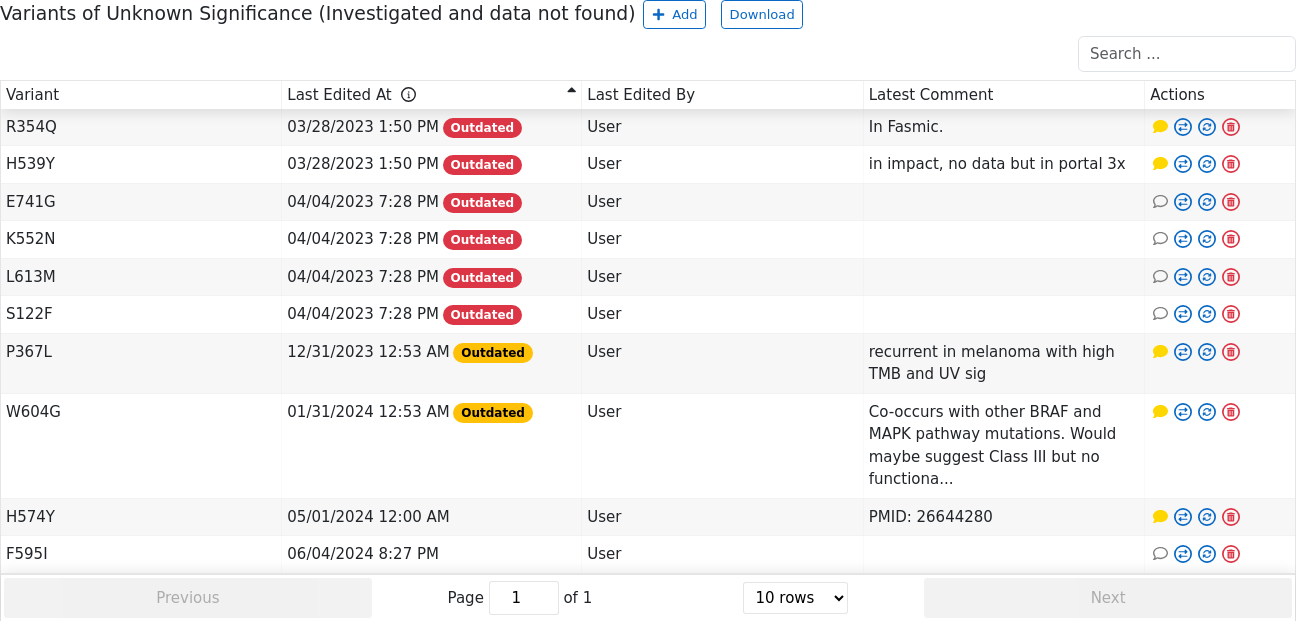 Variants of Unknown Significance (Investigated and data not found) + Add Download
Search ...
Variant Last Edited At Last Edited By Latest Comment Actions
R354Q 03/28/2023 1:50 PM Outdated User In Fasmic.
H539Y 03/28/2023 1:50 PM Outdated User in impact, no data but in portal 3x
E741G 04/04/2023 7:28 PM Outdated User
K552N 04/04/2023 7:28 PM Outdated User
L613M 04/04/2023 7:28 PM Outdated User
S122F 04/04/2023 7:28 PM Outdated User
P367L 12/31/2023 12:53 AM Outdated User recurrent in melanoma with high
TMB and UV sig
W604G 01/31/2024 12:53 AM Outdated User Co-occurs with other BRAF and
MAPK pathway mutations. Would
maybe suggest Class III but no
functiona...
H574Y 05/01/2024 12:00 AM User PMID: 26644280
F595I 06/04/2024 8:27 PM User
Previous Page 1 of 1 10 rows Next